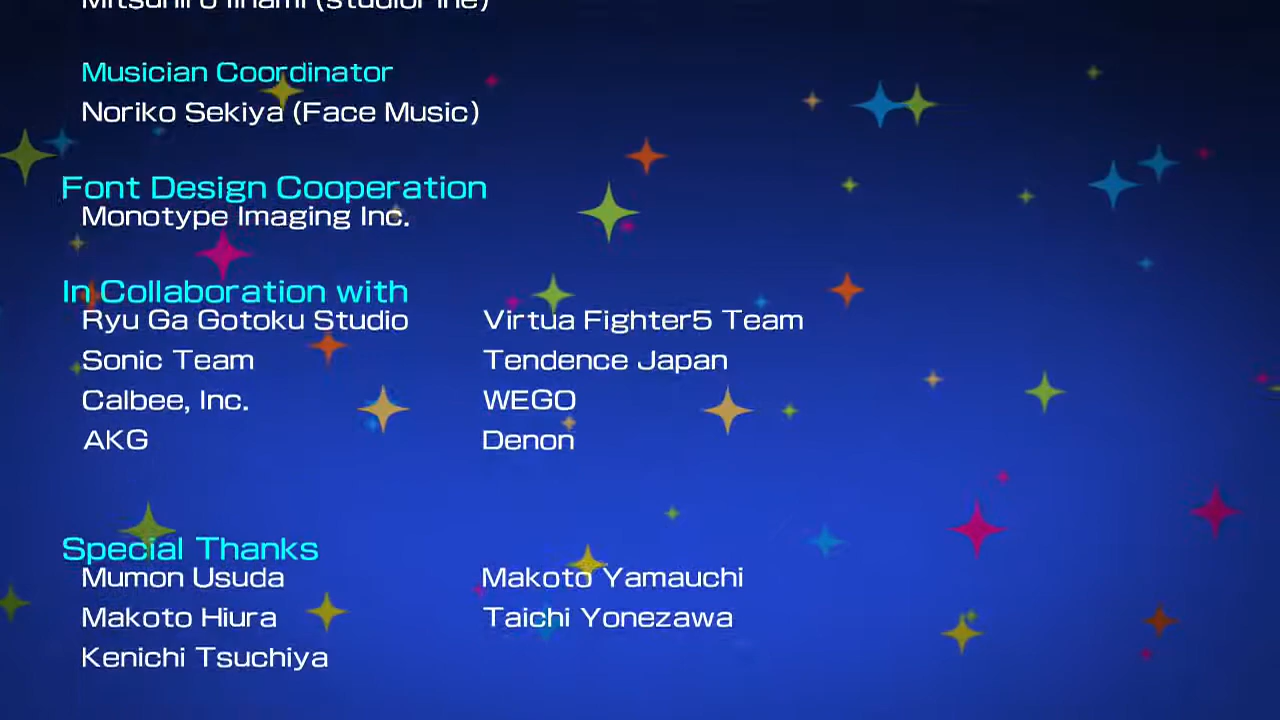 Musician Coordinator
Noriko Sekiya (Face Music)
Font Design Cooperation
Monotype Imaging Inc.
In Collaboration with
Ryu Ga Gotoku Studio
Virtua Fighter5 Team
Sonic Team
Tendence Japan
Calbee, Inc.
WEGO
AKG
Denon
Special Thanks
Mumon Usuda
Makoto Yamauchi
Makoto Hiura
Taichi Yonezawa
Kenichi Tsuchiya